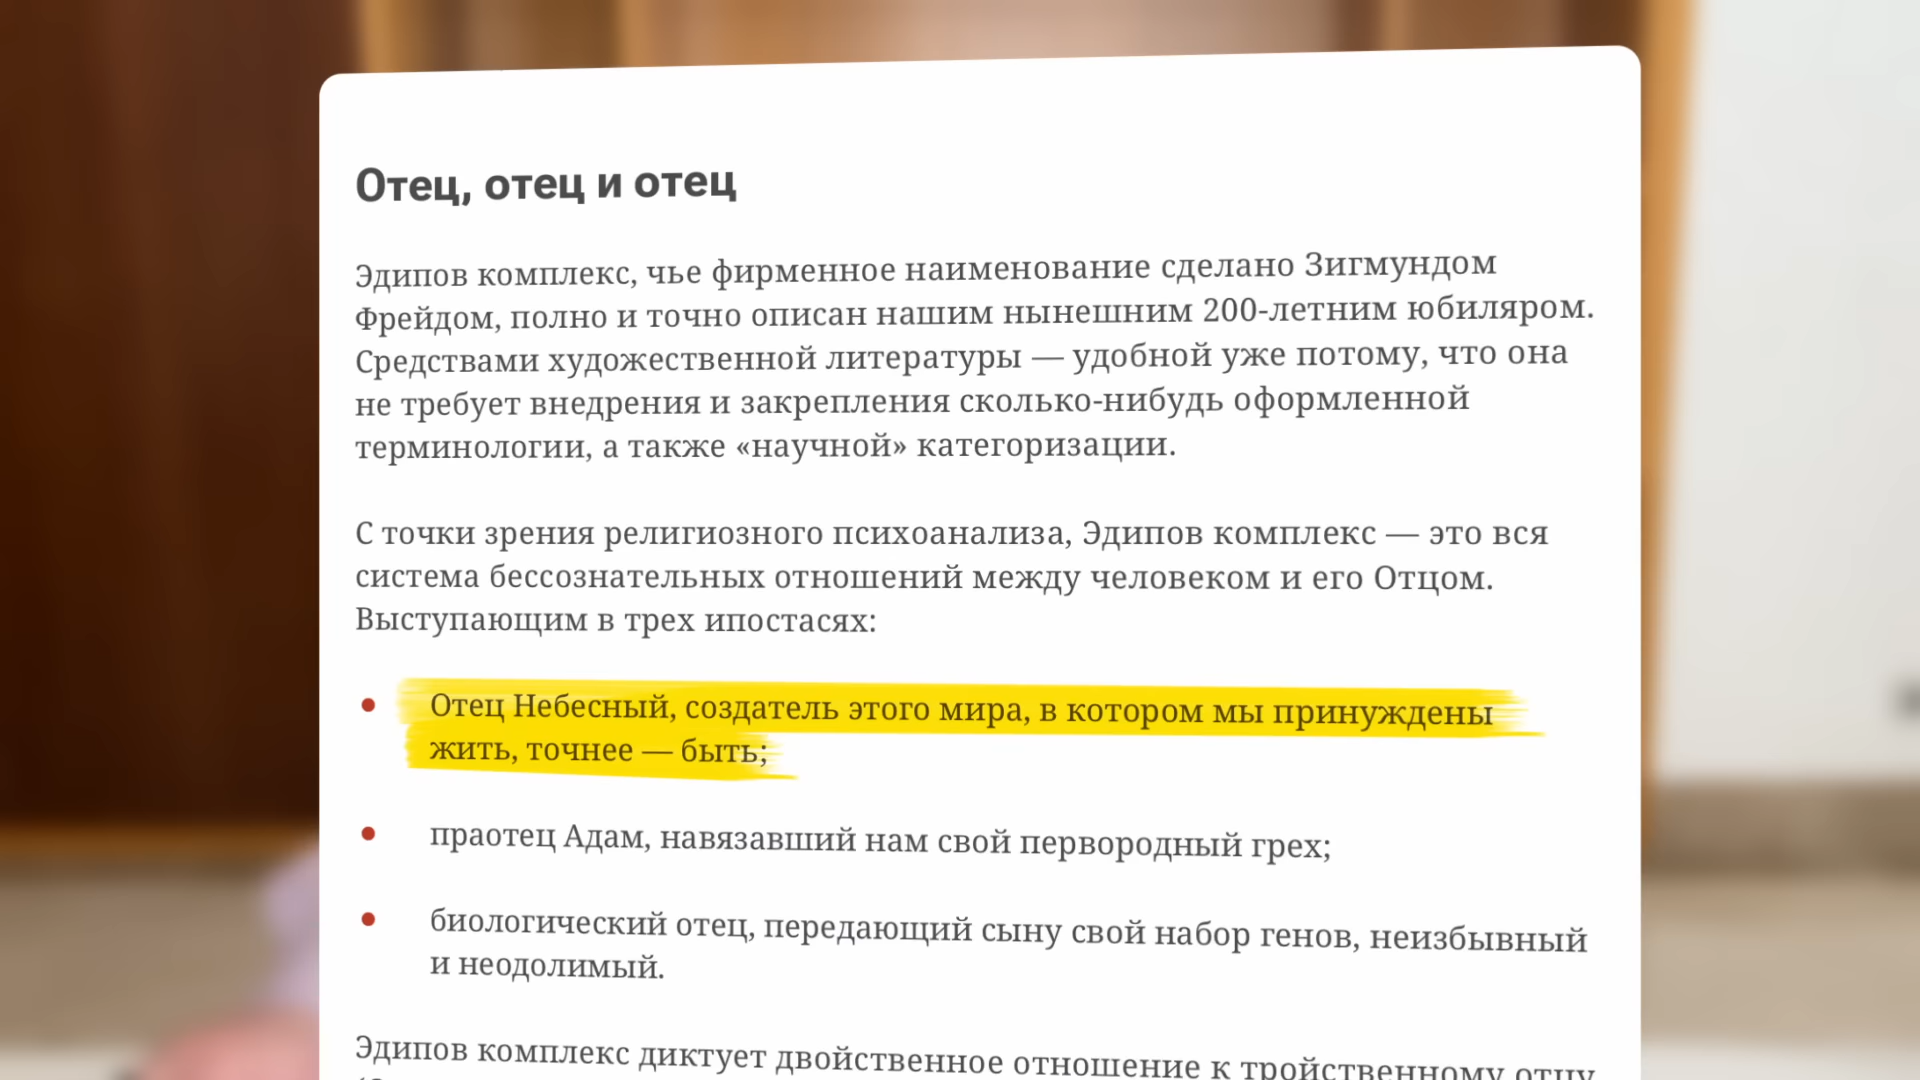 Отец, отец и отец
Эдипов комплекс, чье фирменное наименование сделано Зигмундом
Фрейдом, полно и точно описан нашим нынешним 200-летним юбиляром.
Средствами художественной литературы — удобной уже потому, что она
не требует внедрения и закрепления сколько-нибудь оформленной
терминологии, а также «научной» категоризации.
С точки зрения религиозного психоанализа, Эдипов комплекс — это вся
система бессознательных отношений между человеком и его Отцом.
Выступающим в трех ипостасях:
Отец Небесный, создатель этого мира, в котором мы принуждены
жить, точнее — быть;
праотец Адам, навязавший нам свой первородный грех;
биологический отец, передающий сыну свой набор генов, неизбывный
и неодолимый.
Эдипов комплекс диктует двойственное отношение к тройственному отцу